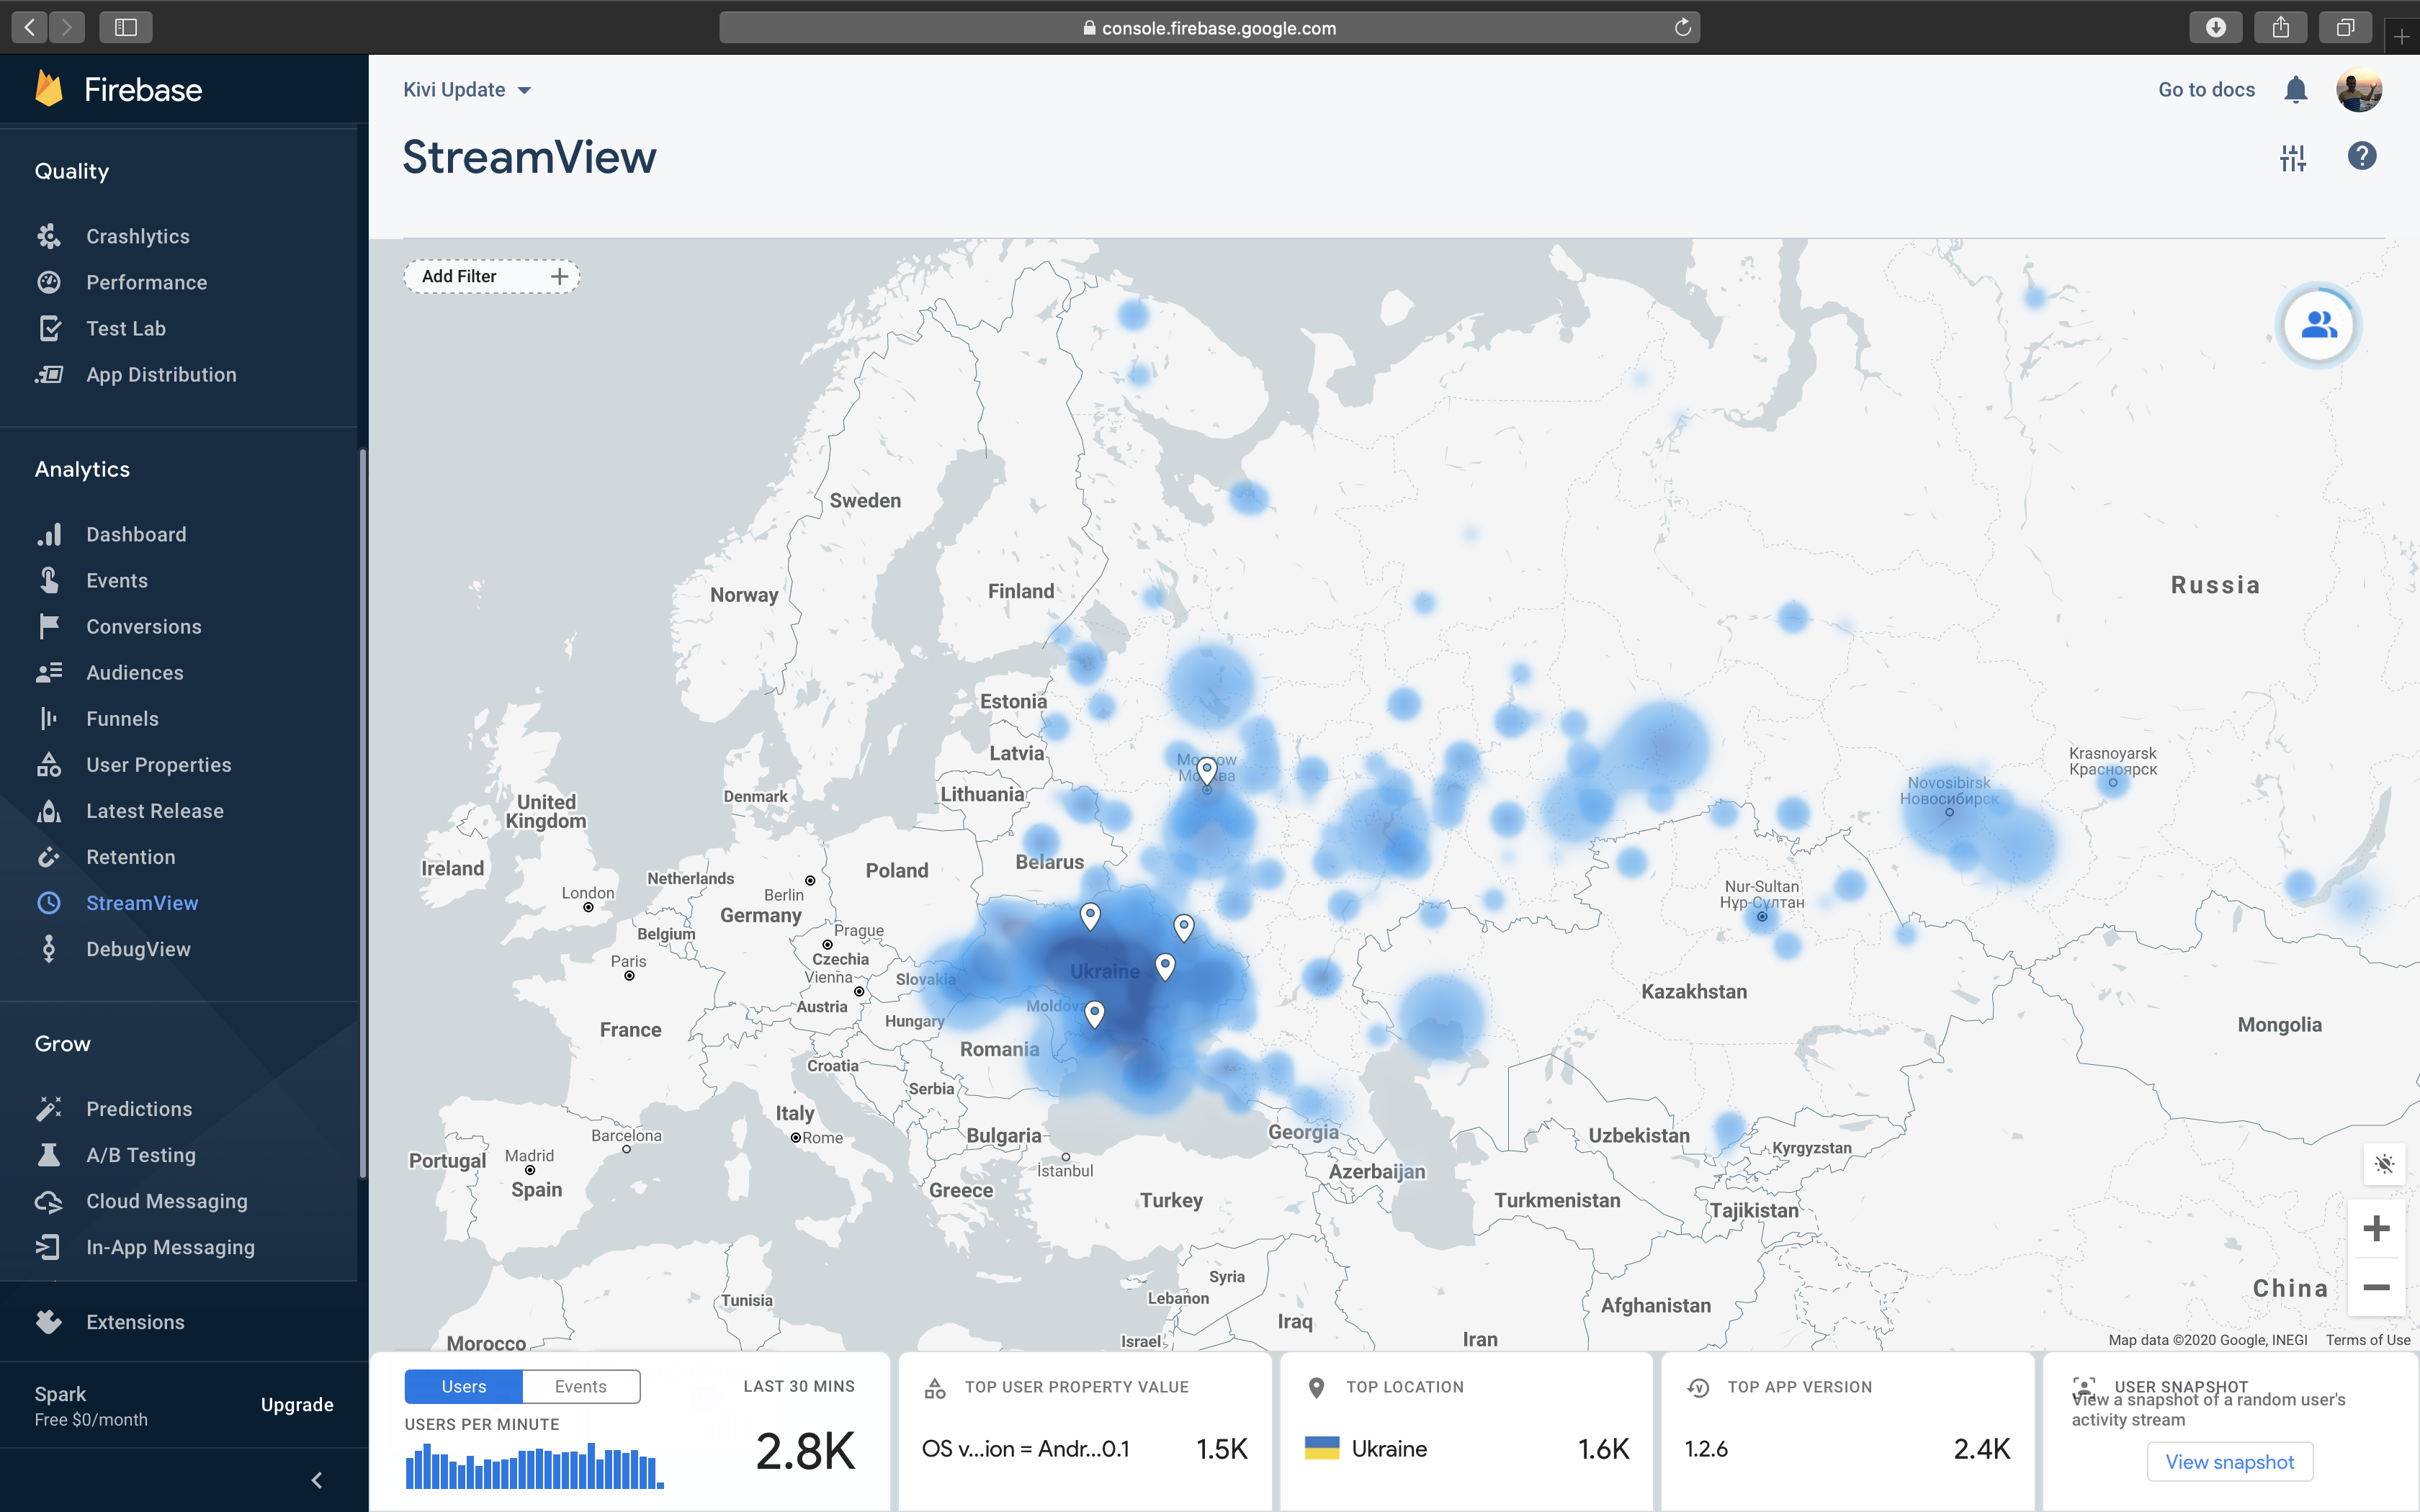 console.firebase.google.com
Firebase
Kivi Update
Go to docs
StreamView
Quality
Crashlytics
Performance
Test Lab
App Distribution
Analytics
Dashboard
Events
Conversions
Audiences
Funnels
User Properties
Latest Release
Retention
StreamView
DebugView
Grow
Predictions
A/B Testing
Cloud Messaging
In-App Messaging
Extensions
Spark
Free $0/month
Upgrade
Add Filter
Sweden
Norway
Finland
Russia
Estonia
Latvia
Lithuania
Denmark
United
Kingdom
Ireland
Belarus
Poland
Netherlands
Berlin
Germany
London
Belgium
Prague
Czechia
Paris
Vienna
Slovakia
Ukraine
Austria
Moldova
Hungary
France
Romania
Croatia
Serbia
Italy
Rome
Barcelona
Bulgaria
Georgia
Portugal
Madrid
Spain
Istanbul
Greece
Turkey
Azerbaijan
Uzbekistan
Kyrgyzstan
Turkmenistan
Tajikistan
Syria
Lebanon
Tunisia
Iraq
Afghanistan
Morocco
Israel
Iran
China
Krasnoyarsk
Красноярск
Novosibirsk
Новосибирск
Nur-Sultan
Нұр-Сұлтан
Kazakhstan
Mongolia
Map data ©2020 Google, INEGI
Terms of Use
Users
Events
LAST 30 MINS
USERS PER MINUTE
2.8K
TOP USER PROPERTY VALUE
OS v...ion = Andr...0.1
1.5K
TOP LOCATION
Ukraine
1.6K
TOP APP VERSION
1.2.6
2.4K
USER SNAPSHOT
View a snapshot of a random user's
activity stream
View snapshot